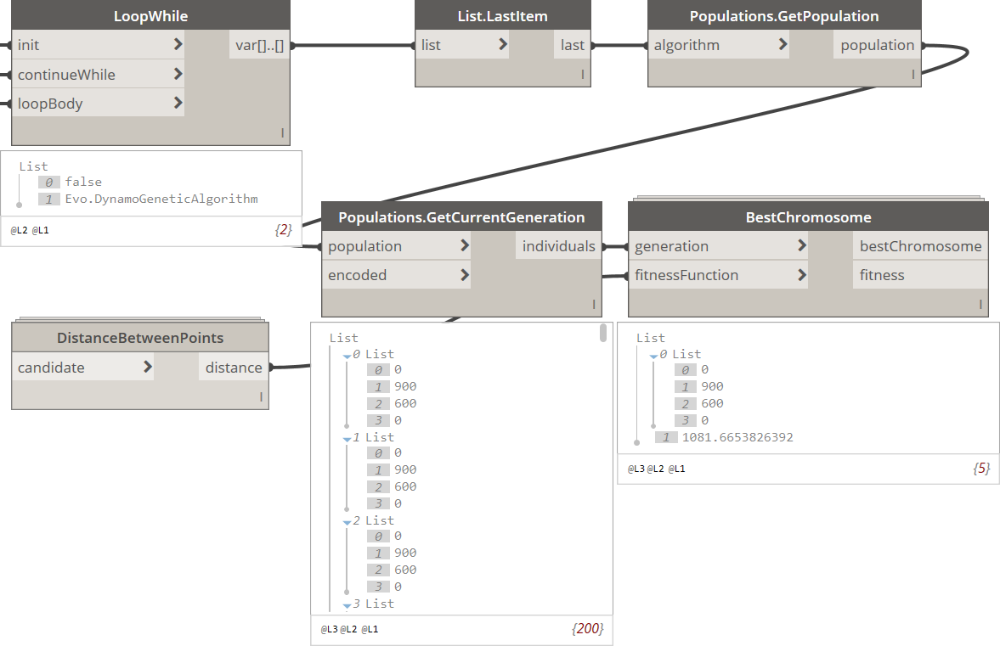 LoopWhile
init > var[]..[]
continueWhile >
loopBody >
l
List
0 false
1 Evo.DynamoGeneticAlgorithm
@L2 @L1 {2}
List.LastItem
list > last
l
Populations.GetPopulation
algorithm > population
l
Populations.GetCurrentGeneration
population > individuals
encoded >
l
List
0 List
0 0
1 900
2 600
3 0
1 List
0 0
1 900
2 600
3 0
2 List
0 0
1 900
2 600
3 0
3 List
@L3 @L2 @L1 {200}
BestChromosome
generation > bestChromosome
fitnessFunction > fitness
l
List
0 List
0 0
1 900
2 600
3 0
1 1081.6653826392
@L3 @L2 @L1 {5}
DistanceBetweenPoints
candidate > distance
l